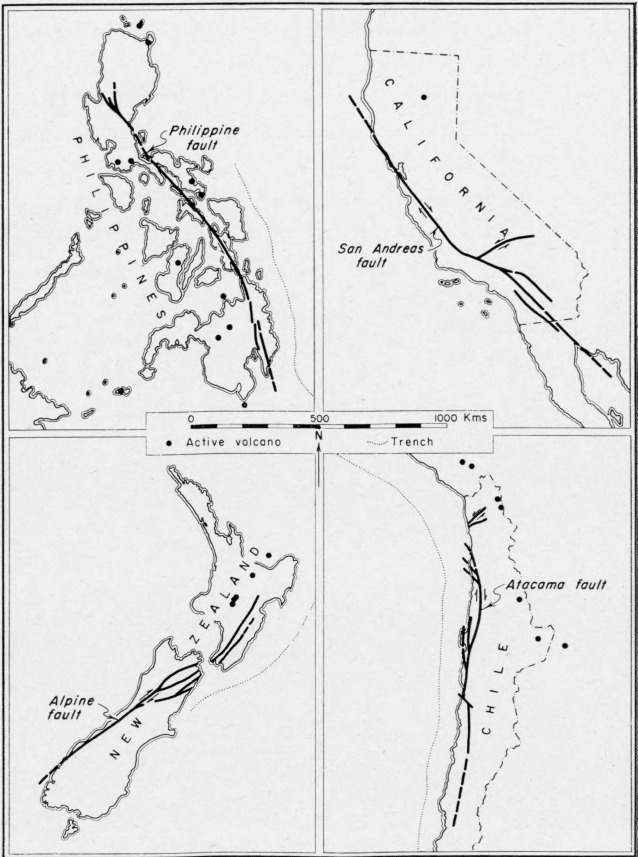 PHILIPPINES
Philippine
fault
CALIFORNIA
San Andreas
fault
0 500 1000 Kms
● Active volcano ........ Trench
N
NEW ZEALAND
Alpine
fault
Atacama fault
CHILE